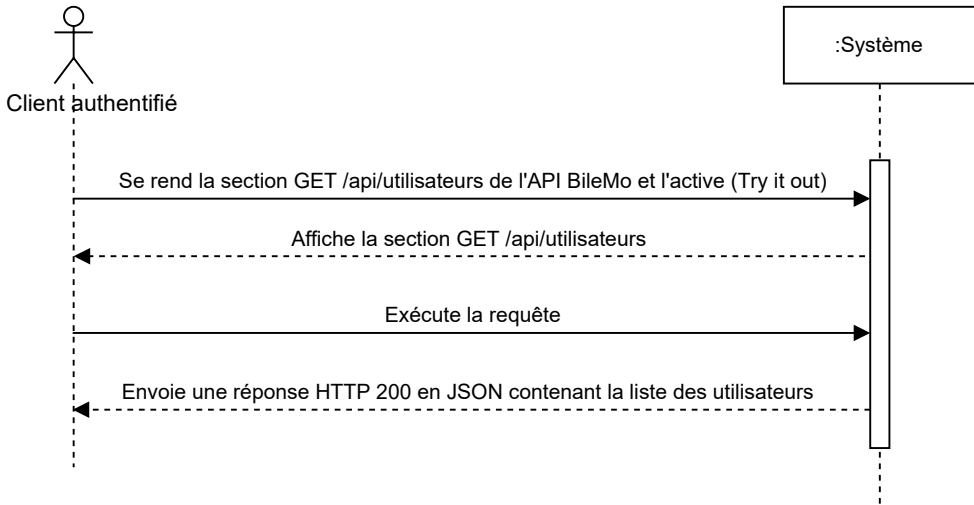 :Système
Client authentifié
Se rend la section GET /api/utilisateurs de l'API BileMo et l'active (Try it out)
Affiche la section GET /api/utilisateurs
Exécute la requête
Envoie une réponse HTTP 200 en JSON contenant la liste des utilisateurs